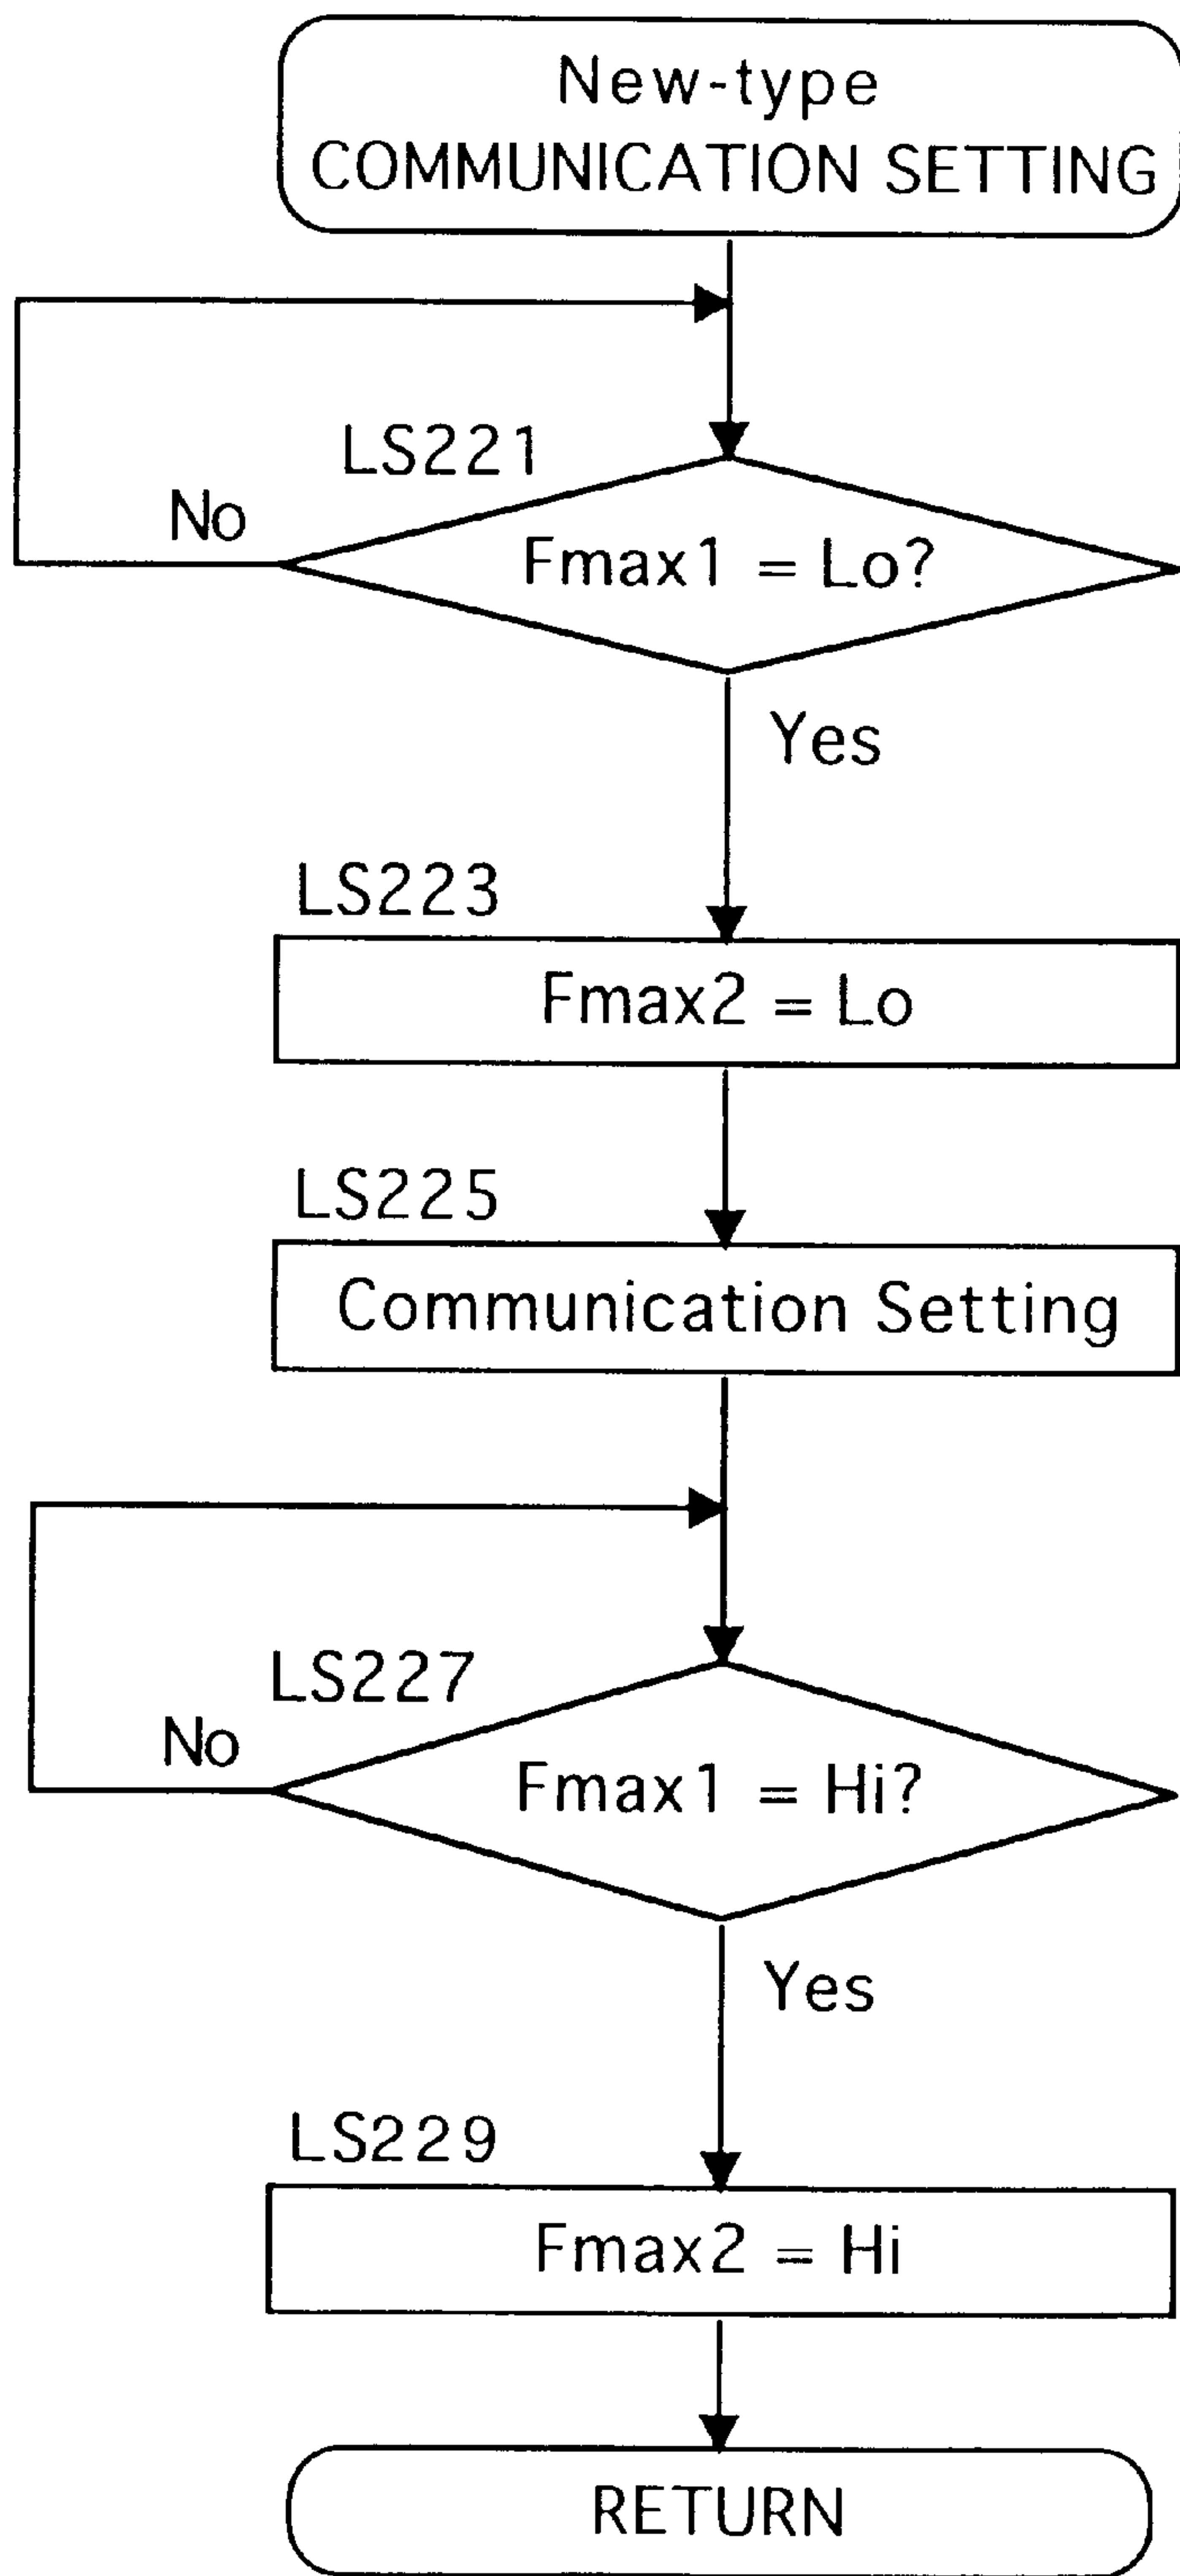 New-type
COMMUNICATION SETTING
LS221
No
Fmax1 = Lo?
Yes
LS223
Fmax2 = Lo
LS225
Communication Setting
LS227
No
Fmax1 = Hi?
Yes
LS229
Fmax2 = Hi
RETURN